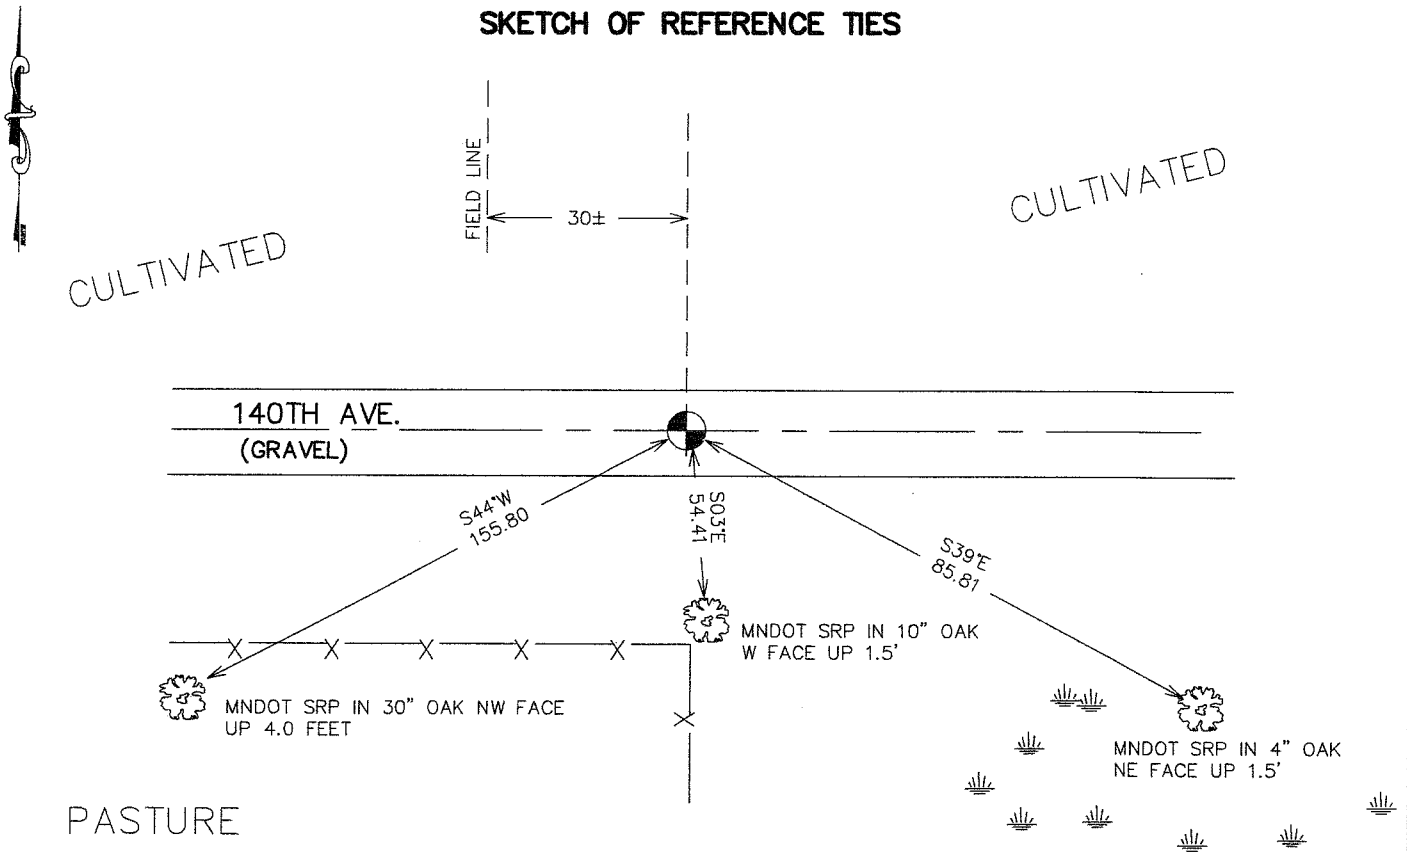 SKETCH OF REFERENCE TIES
FIELD LINE
30±
CULTIVATED
CULTIVATED
140TH AVE.
(GRAVEL)
S44°W
155.80
S03°E
54.41
S39°E
85.81
MNDOT SRP IN 10" OAK
W FACE UP 1.5'
MNDOT SRP IN 30" OAK NW FACE
UP 4.0 FEET
MNDOT SRP IN 4" OAK
NE FACE UP 1.5'
PASTURE